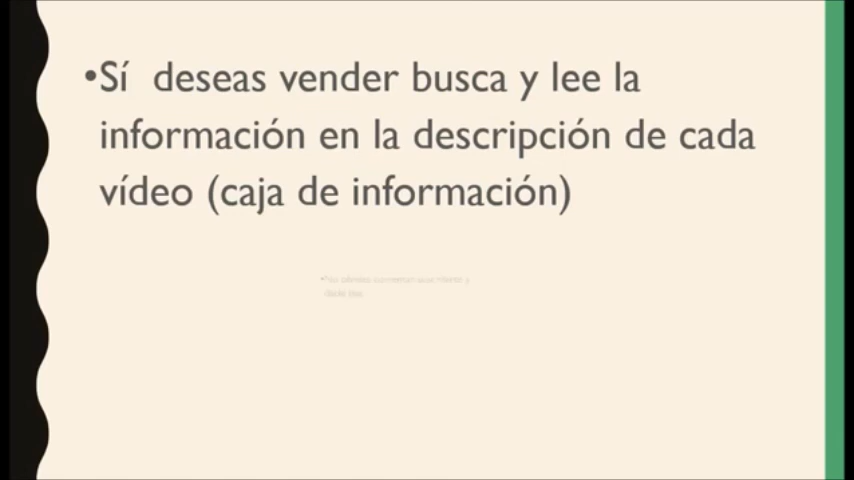 •Sí deseas vender busca y lee la
información en la descripción de cada
vídeo (caja de información)